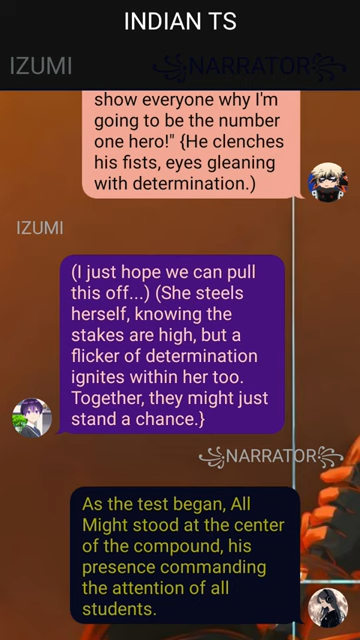 INDIAN TS
IZUMI
꧁NARRATOR꧂
show everyone why I'm
going to be the number
one hero!" {He clenches
his fists, eyes gleaning
with determination.)
IZUMI
(I just hope we can pull
this off...) (She steels
herself, knowing the
stakes are high, but a
flicker of determination
ignites within her too.
Together, they might just
stand a chance.}
꧁NARRATOR꧂
As the test began, All
Might stood at the center
of the compound, his
presence commanding
the attention of all
students.